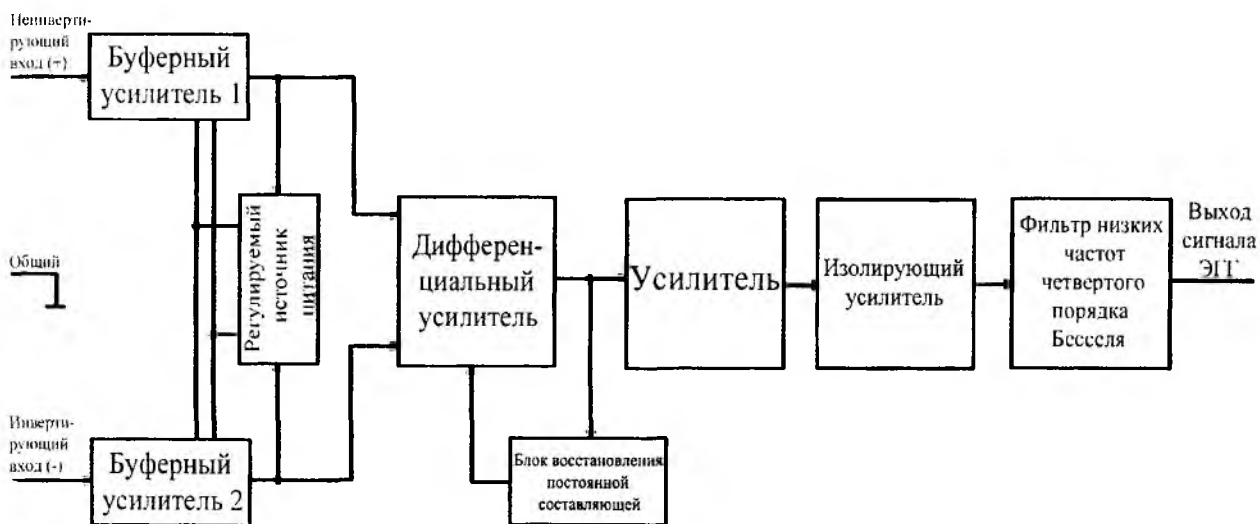 Неинверти-
рующий
вход (+)
Буферный
усилитель 1
Регулируемый
источник
питания
Общий
Инверти-
рующий
вход (-)
Буферный
усилитель 2
Дифферен-
циальный
усилитель
Блок восстановления
постоянной
составляющей
Усилитель
Изолирующий
усилитель
Фильтр низких
частот
четвертого
порядка
Бесселя
Выход
сигнала
ЭГГ